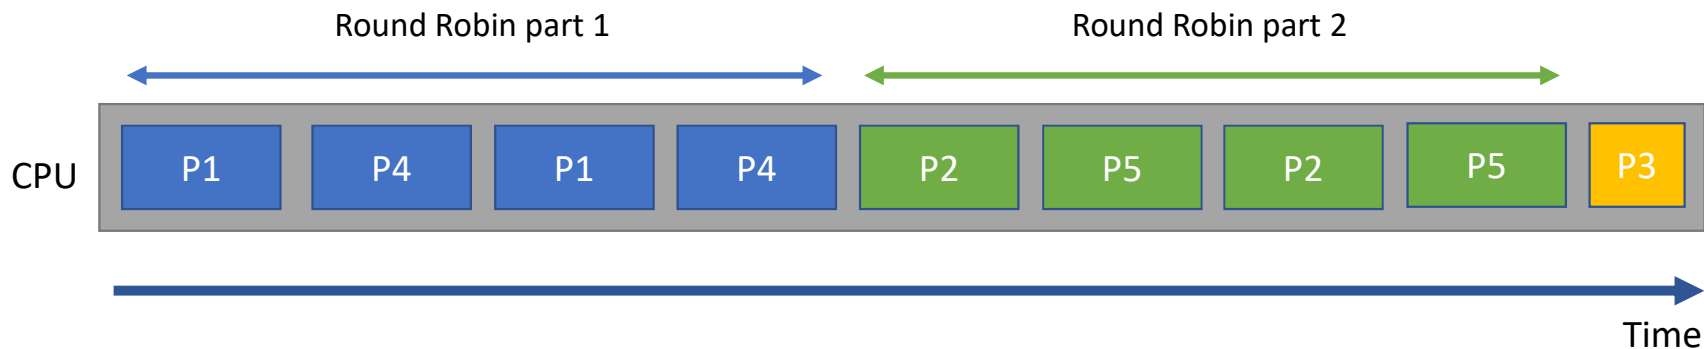 Round Robin part 1
Round Robin part 2
CPU
P1
P4
P1
P4
P2
P5
P2
P5
P3
Time